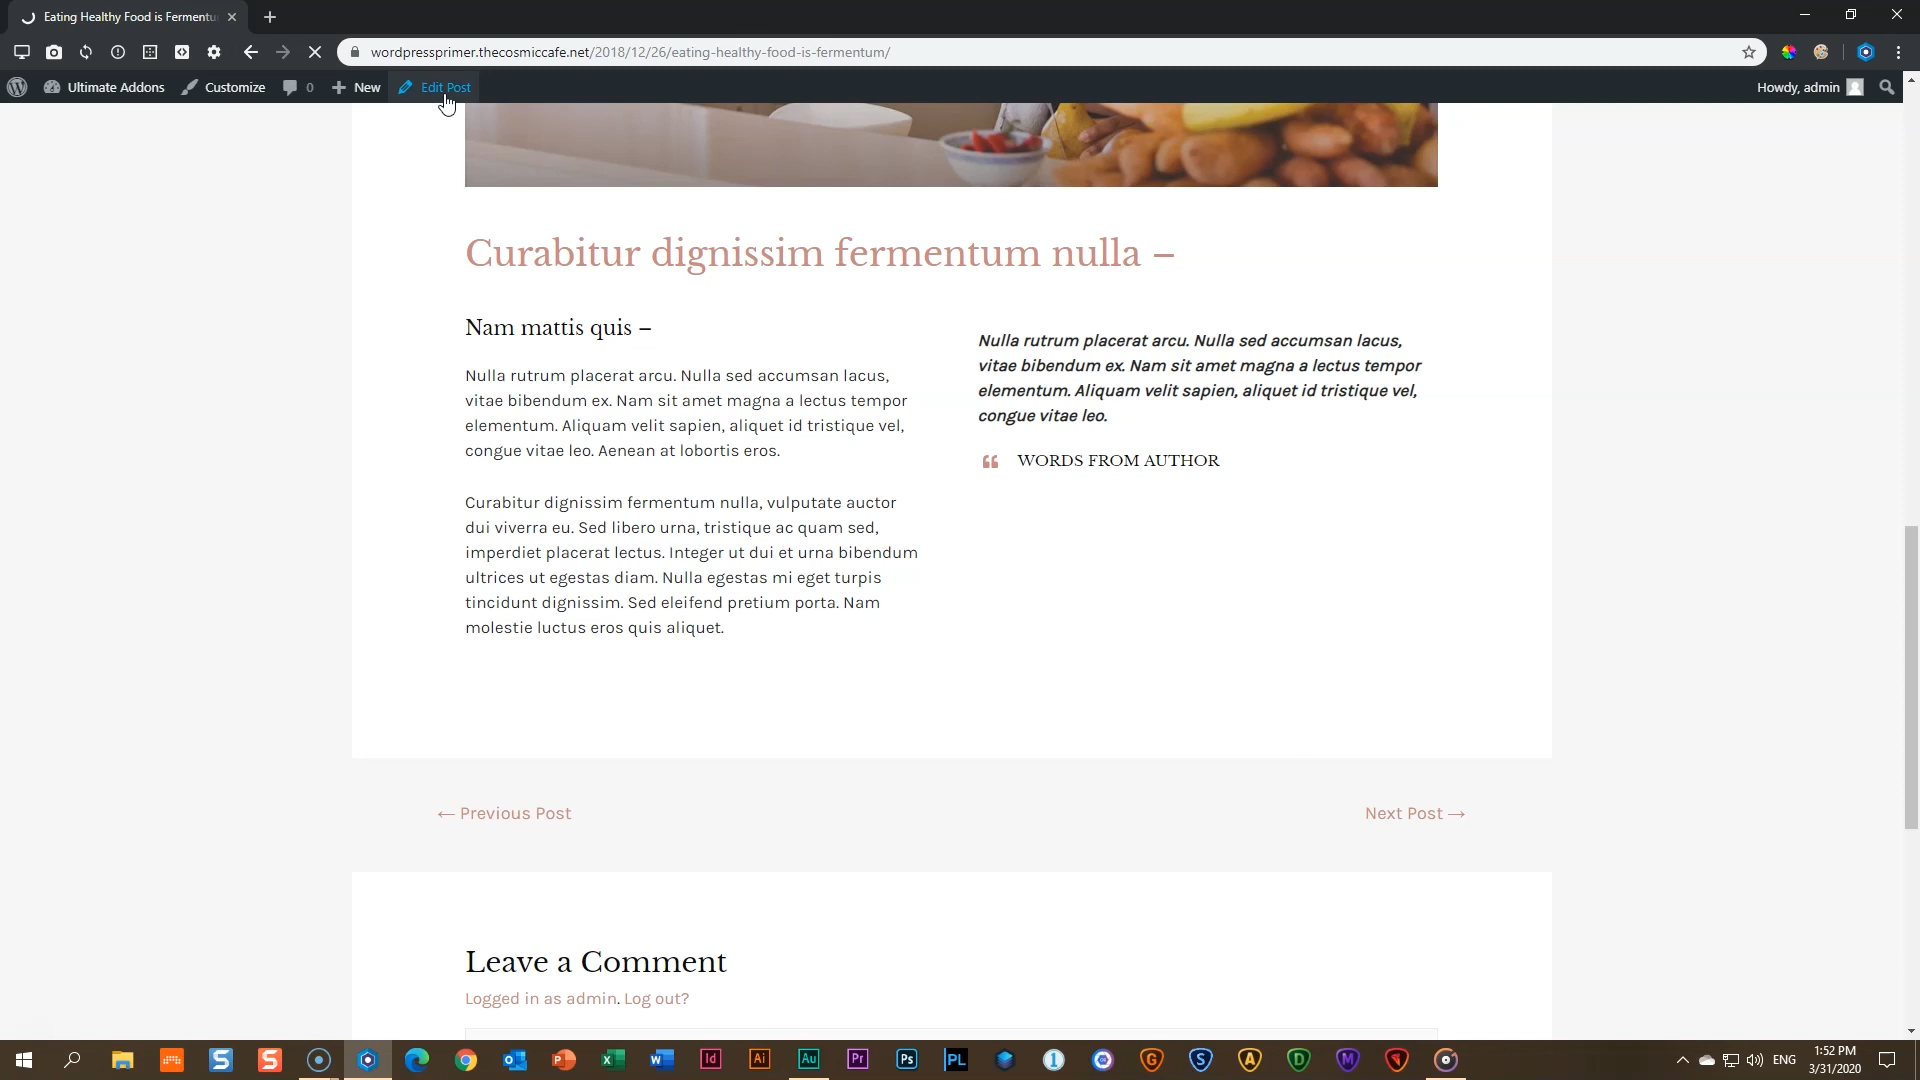 Eating Healthy Food is Fermentu
wordpressprimer.thecosmiccafe.net/2018/12/26/eating-healthy-food-is-fermentum/
Ultimate Addons
Customize
0
New
Edit Post
Howdy, admin
Curabitur dignissim fermentum nulla –
Nam mattis quis –
Nulla rutrum placerat arcu. Nulla sed accumsan lacus,
vitae bibendum ex. Nam sit amet magna a lectus tempor
elementum. Aliquam velit sapien, aliquet id tristique vel,
congue vitae leo. Aenean at lobortis eros.
Curabitur dignissim fermentum nulla, vulputate auctor
dui viverra eu. Sed libero urna, tristique ac quam sed,
imperdiet placerat lectus. Integer ut dui et urna bibendum
ultrices ut egestas diam. Nulla egestas mi eget turpis
tincidunt dignissim. Sed eleifend pretium porta. Nam
molestie luctus eros quis aliquet.
Nulla rutrum placerat arcu. Nulla sed accumsan lacus,
vitae bibendum ex. Nam sit amet magna a lectus tempor
elementum. Aliquam velit sapien, aliquet id tristique vel,
congue vitae leo.
“ WORDS FROM AUTHOR
← Previous Post
Next Post →
Leave a Comment
Logged in as admin. Log out?
Id
Ai
Au
Pr
Ps
PL
ENG
1:52 PM
3/31/2020